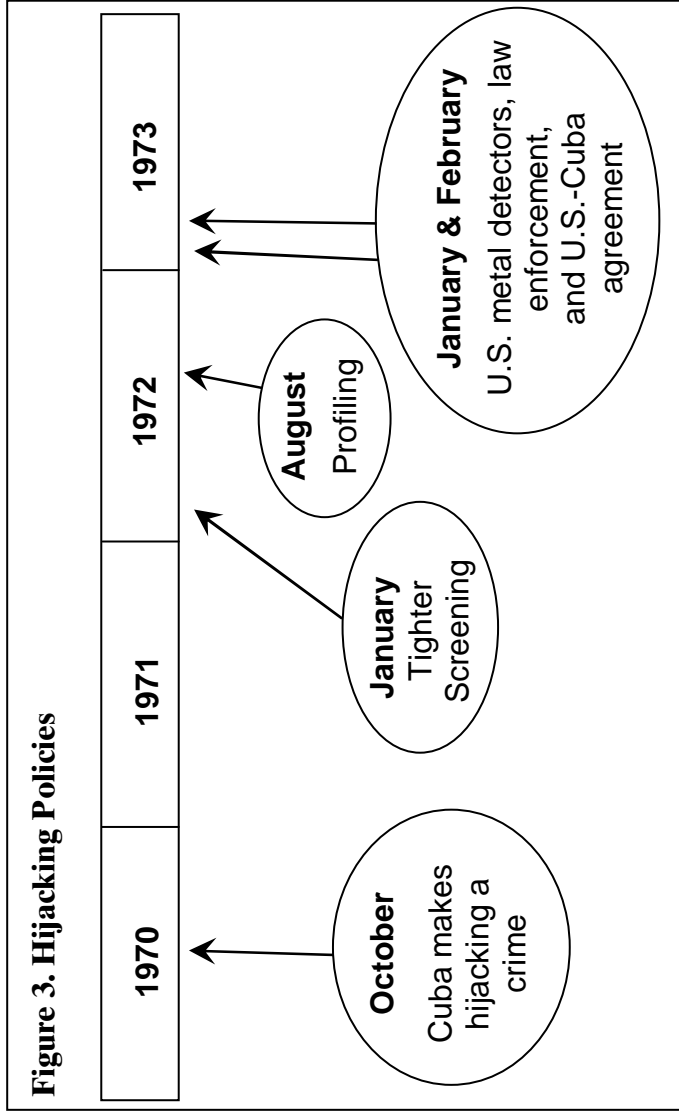 Figure 3. Hijacking Policies
1970
1971
1972
1973
October
Cuba makes
hijacking a
crime
January
Tighter
Screening
August
Profiling
January & February
U.S. metal detectors, law
enforcement,
and U.S.-Cuba
agreement